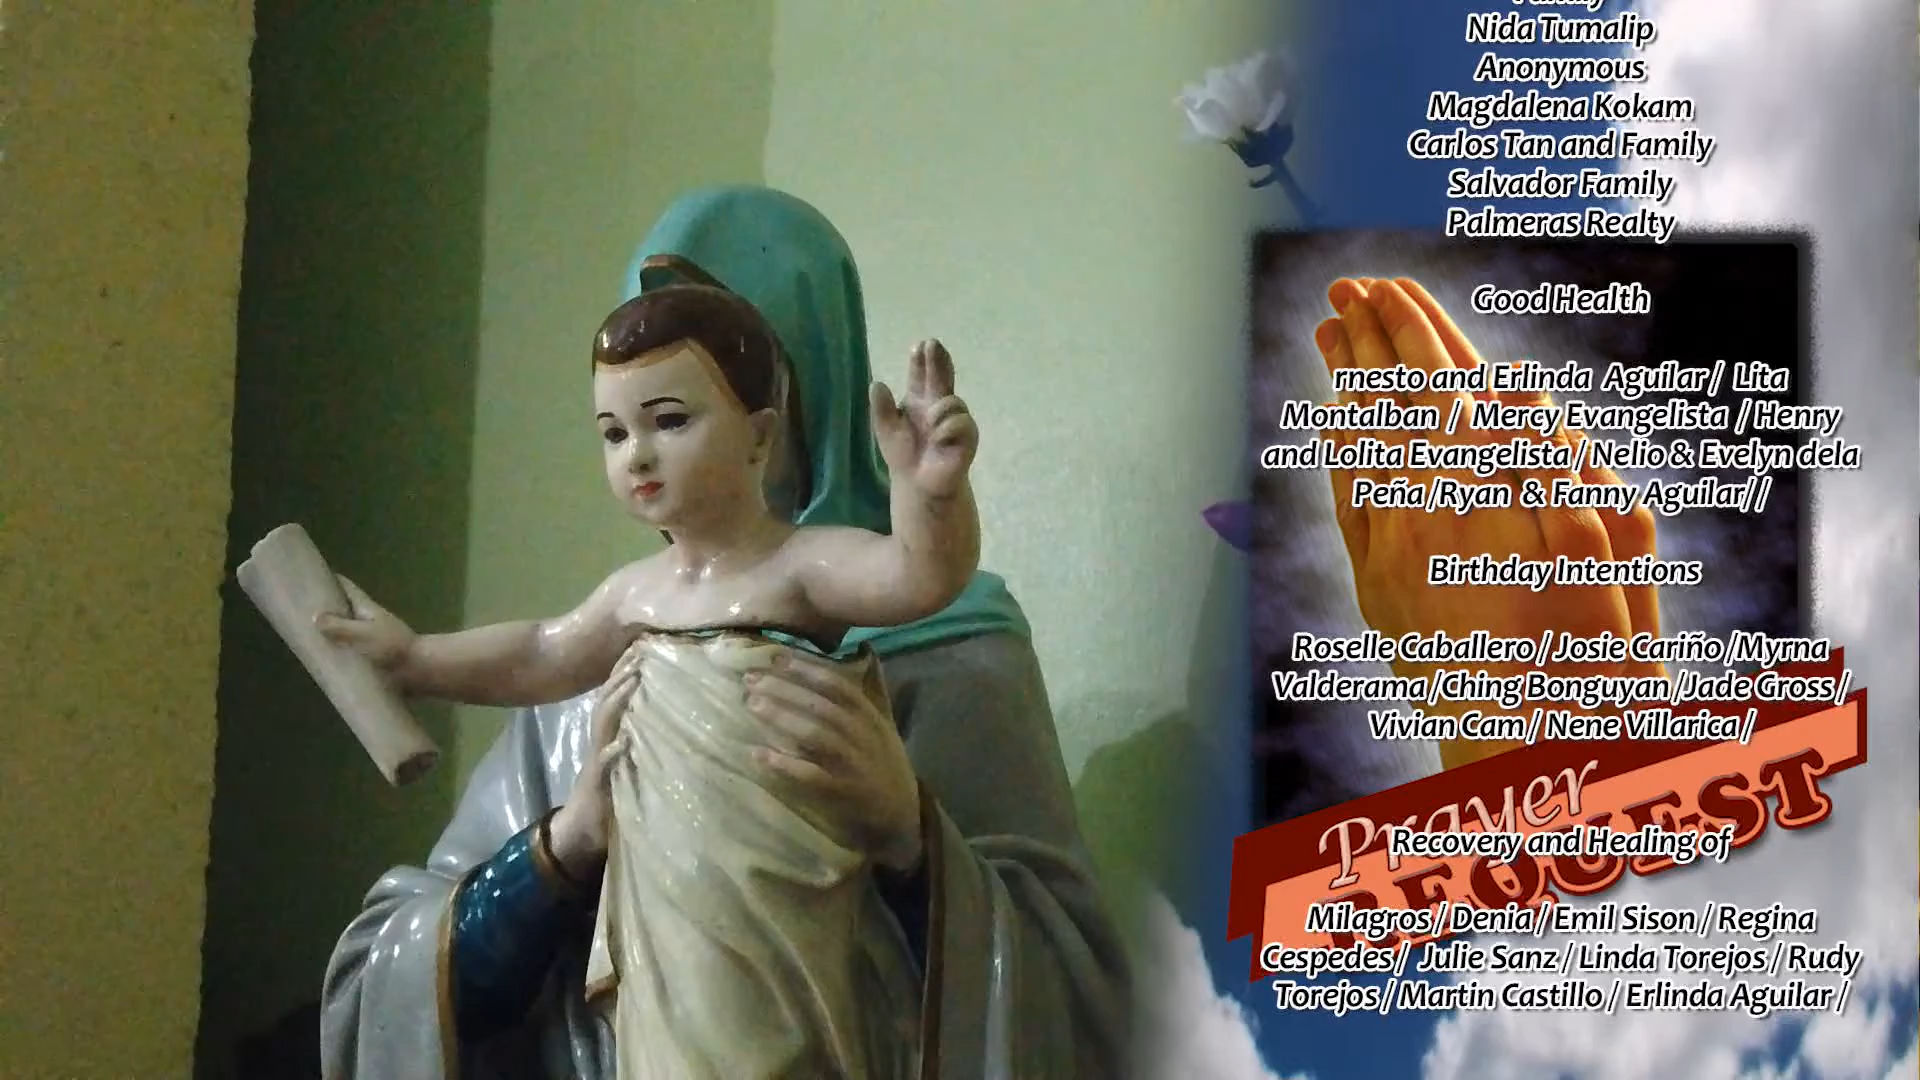 Family
Nida Tumalip
Anonymous
Magdalena Kokam
Carlos Tan and Family
Salvador Family
Palmeras Realty
Good Health
rnesto and Erlinda Aguilar / Lita
Montalban / Mercy Evangelista / Henry
and Lolita Evangelista / Nelio & Evelyn dela
Peña /Ryan & Fanny Aguilar//
Birthday Intentions
Roselle Caballero / Josie Cariño /Myrna
Valderama /Ching Bonguyan /Jade Gross /
Vivian Cam / Nene Villarica /
Prayer
REQUEST
Recovery and Healing of
Milagros / Denia / Emil Sison / Regina
Cespedes / Julie Sanz / Linda Torejos / Rudy
Torejos / Martin Castillo / Erlinda Aguilar /